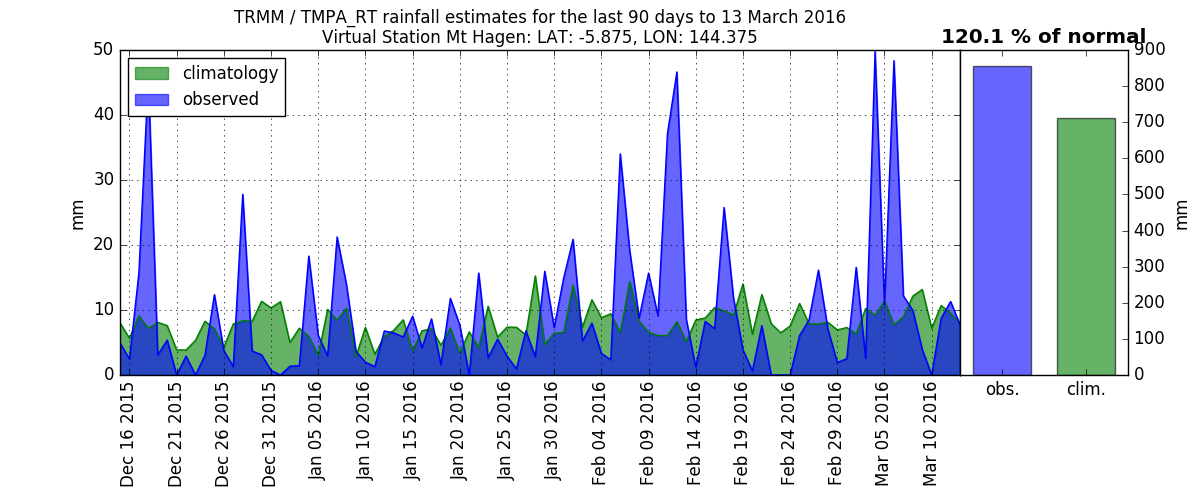 TRMM / TMPA_RT rainfall estimates for the last 90 days to 13 March 2016
Virtual Station Mt Hagen: LAT: -5.875, LON: 144.375
120.1 % of normal
climatology
observed
mm
50
40
30
20
10
0
Dec 16 2015
Dec 21 2015
Dec 26 2015
Dec 31 2015
Jan 05 2016
Jan 10 2016
Jan 15 2016
Jan 20 2016
Jan 25 2016
Jan 30 2016
Feb 04 2016
Feb 09 2016
Feb 14 2016
Feb 19 2016
Feb 24 2016
Feb 29 2016
Mar 05 2016
Mar 10 2016
900
800
700
600
500
400
300
200
100
0
mm
obs.
clim.